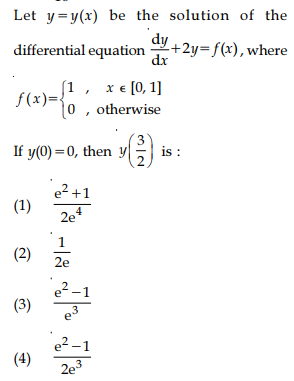 Let y=y(x) be the solution of the
differential equation dy/dx+2y=f(x), where
f(x)={1 , x ϵ [0, 1]
{0 , otherwise
If y(0)=0, then y(3/2) is :
(1) e²+1/2e⁴
(2) 1/2e
(3) e²−1/e³
(4) e²−1/2e³